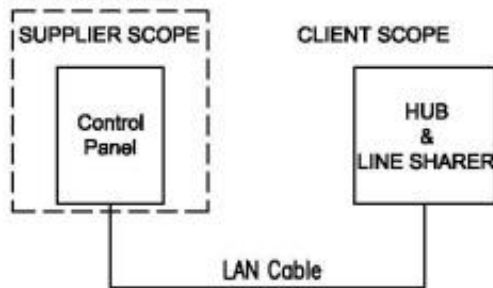 SUPPLIER SCOPE
CLIENT SCOPE
Control
Panel
HUB
&
LINE SHARER
LAN Cable